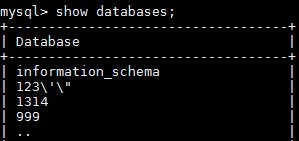 mysql> show databases;
+----------------------------------+
| Database |
+----------------------------------+
| information_schema |
| 123\'\" |
| 1314 |
| 999 |
| .. |